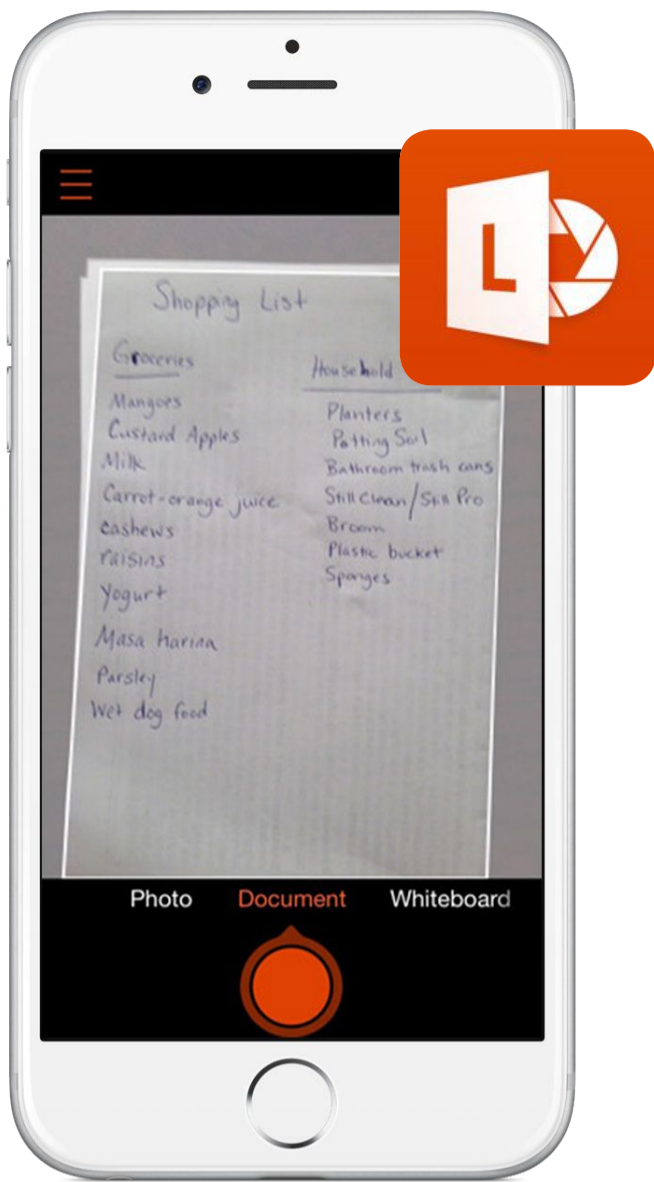 L
Shopping List
Groceries
Mangoes
Custard Apples
Milk
Carrot-orange juice
cashews
raisins
Yogurt
Masa harina
Parsley
Wet dog food
Household
Planters
Potting Soil
Bathroom trash cans
Still Clean/Still Pro
Broom
Plastic bucket
Sponges
Photo Document Whiteboard